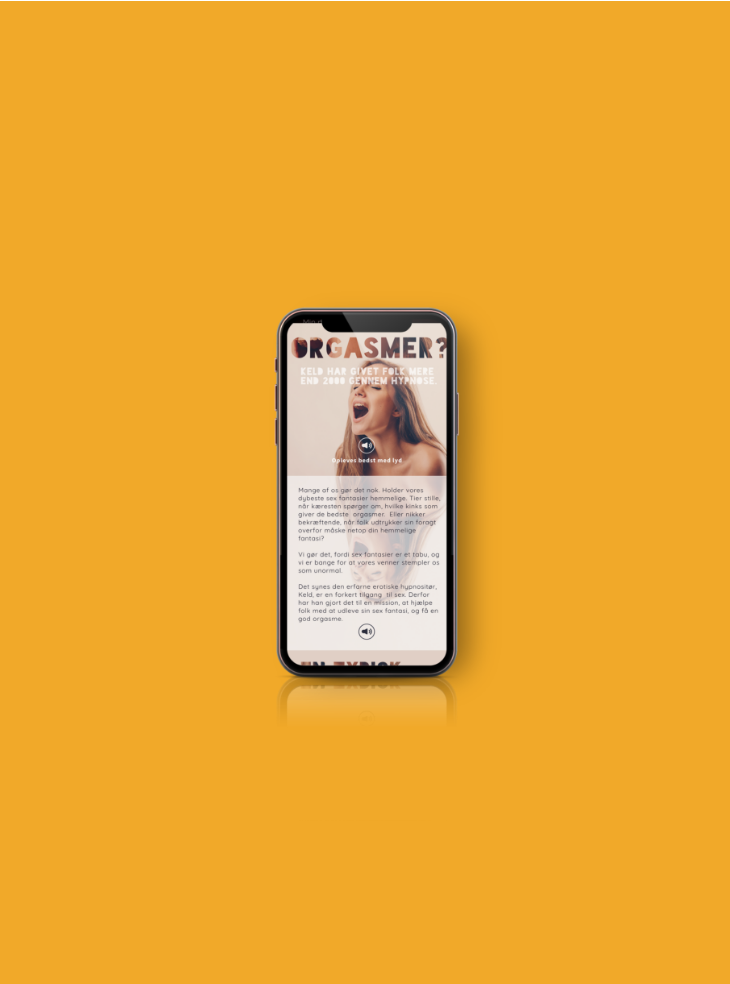 ORGASMER?
KELD HAR GIVET FOLK MERE
END 2000 GENNEM HYPNOSE.
Opleves bedst med lyd
Mange af os gør det nok. Holder vores
dybeste sex fantasier hemmelige. Tier stille,
når kæresten spørger om, hvilke kinks som
giver de bedste orgasmer. Eller nikker
bekræftende, når folk udtrykker sin foragt
overfor måske netop din hemmelige
fantasi?
Vi gør det, fordi sex fantasier er et tabu, og
vi er bange for at vores venner stempler os
som unormal.
Det synes den erfarne erotiske hypnositør,
Keld, er en forkert tilgang til sex. Derfor
har han gjort det til en mission, at hjælpe
folk med at udleve sin sex fantasi, og få en
god orgasme.
EN TYPISK